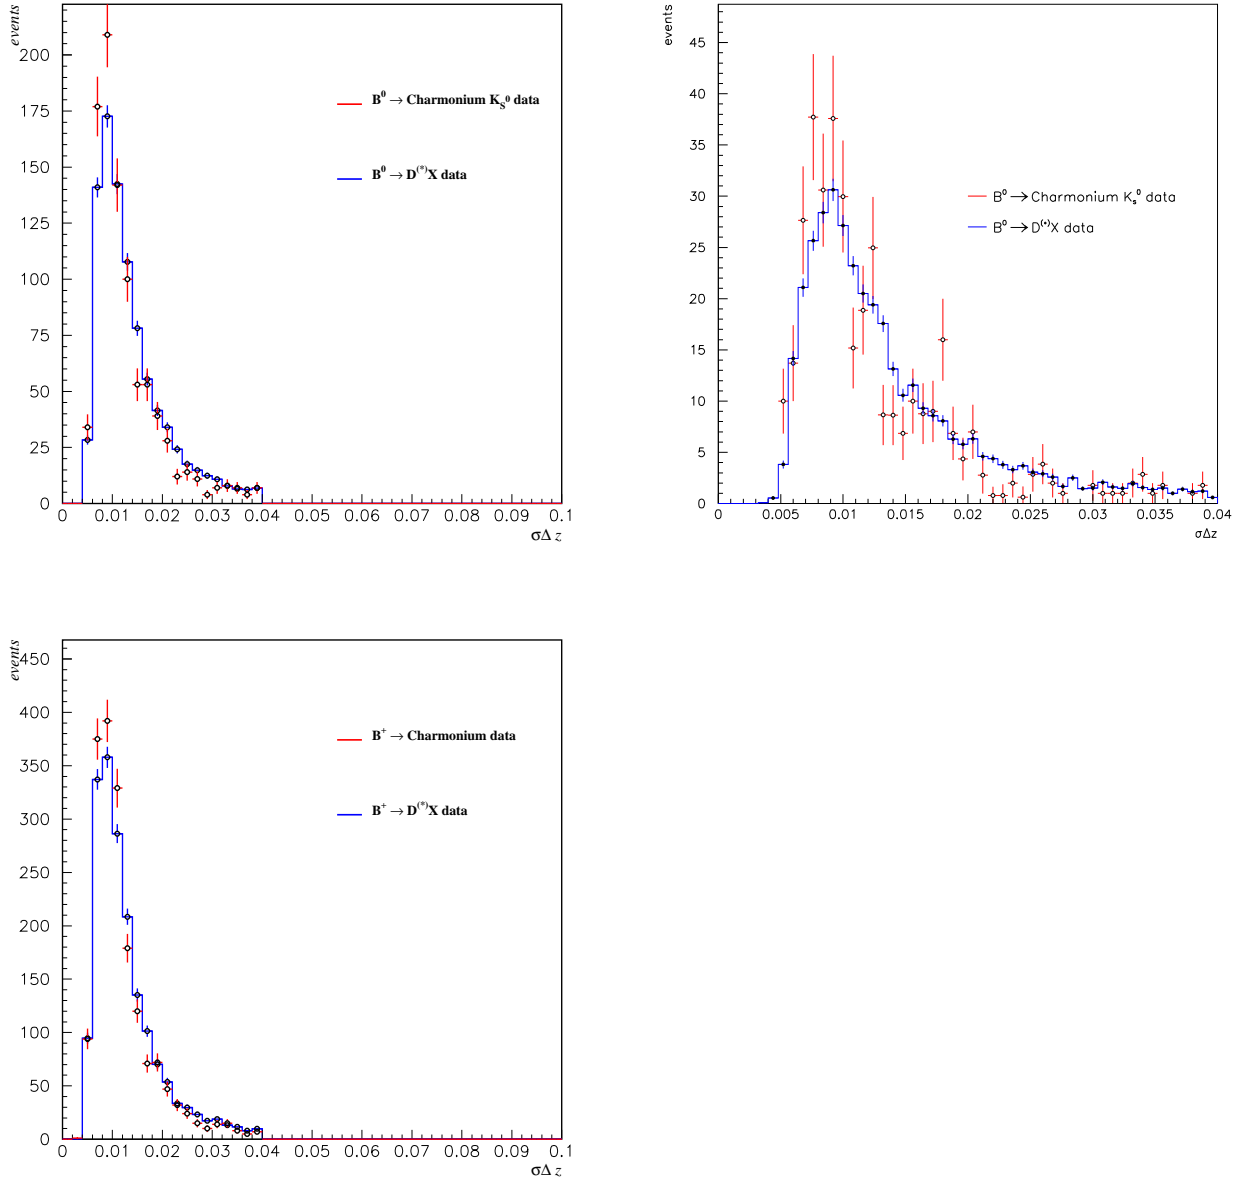 events
200
175
150
125
100
75
50
25
0
0 0.01 0.02 0.03 0.04 0.05 0.06 0.07 0.08 0.09 0.1
σΔ z
B⁰ → Charmonium K_S⁰ data
B⁰ → D⁽*⁾X data
events
45
40
35
30
25
20
15
10
5
0
0 0.005 0.01 0.015 0.02 0.025 0.03 0.035 0.04
σΔz
B⁰ → Charmonium K_s⁰ data
B⁰ → D⁽*⁾X data
events
450
400
350
300
250
200
150
100
50
0
0 0.01 0.02 0.03 0.04 0.05 0.06 0.07 0.08 0.09 0.1
σΔ z
B⁺ → Charmonium data
B⁺ → D⁽*⁾X data